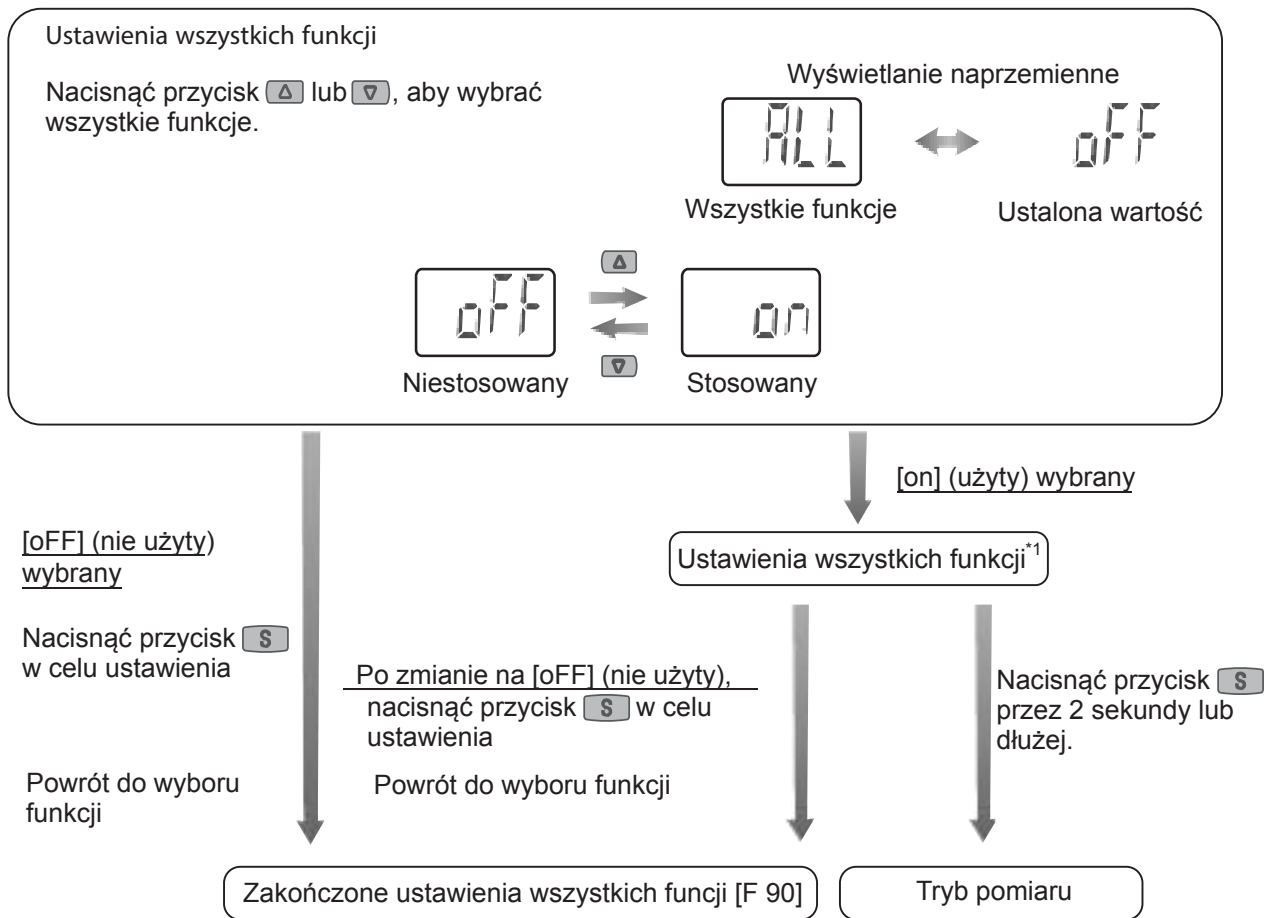 Ustawienia wszystkich funkcji
Nacisnąć przycisk lub , aby wybrać
wszystkie funkcje.
Wyświetlanie naprzemienne
ALL
oFF
Wszystkie funkcje
Ustalona wartość
oFF
on
Niestosowany
Stosowany
[on] (użyty) wybrany
[oFF] (nie użyty)
wybrany
Ustawienia wszystkich funkcji*1
Nacisnąć przycisk S
w celu ustawienia
Po zmianie na [oFF] (nie użyty),
nacisnąć przycisk S w celu
ustawienia
Nacisnąć przycisk S
przez 2 sekundy lub
dłużej.
Powrót do wyboru
funkcji
Powrót do wyboru funkcji
Zakończone ustawienia wszystkich funcji [F 90]
Tryb pomiaru